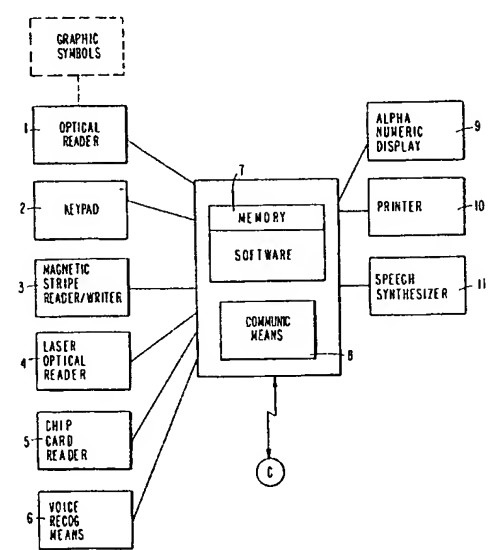 GRAPHIC
SYMBOLS
1
OPTICAL
READER
2
KEYPAD
3
MAGNETIC
STRIPE
READER/WRITER
4
LASER
OPTICAL
READER
5
CHIP
CARD
READER
6
VOICE
RECOG
MEANS
7
MEMORY
SOFTWARE
COMMUNIC
MEANS
8
C
ALPHA
NUMERIC
DISPLAY
9
PRINTER
10
SPEECH
SYNTHESIZER
11